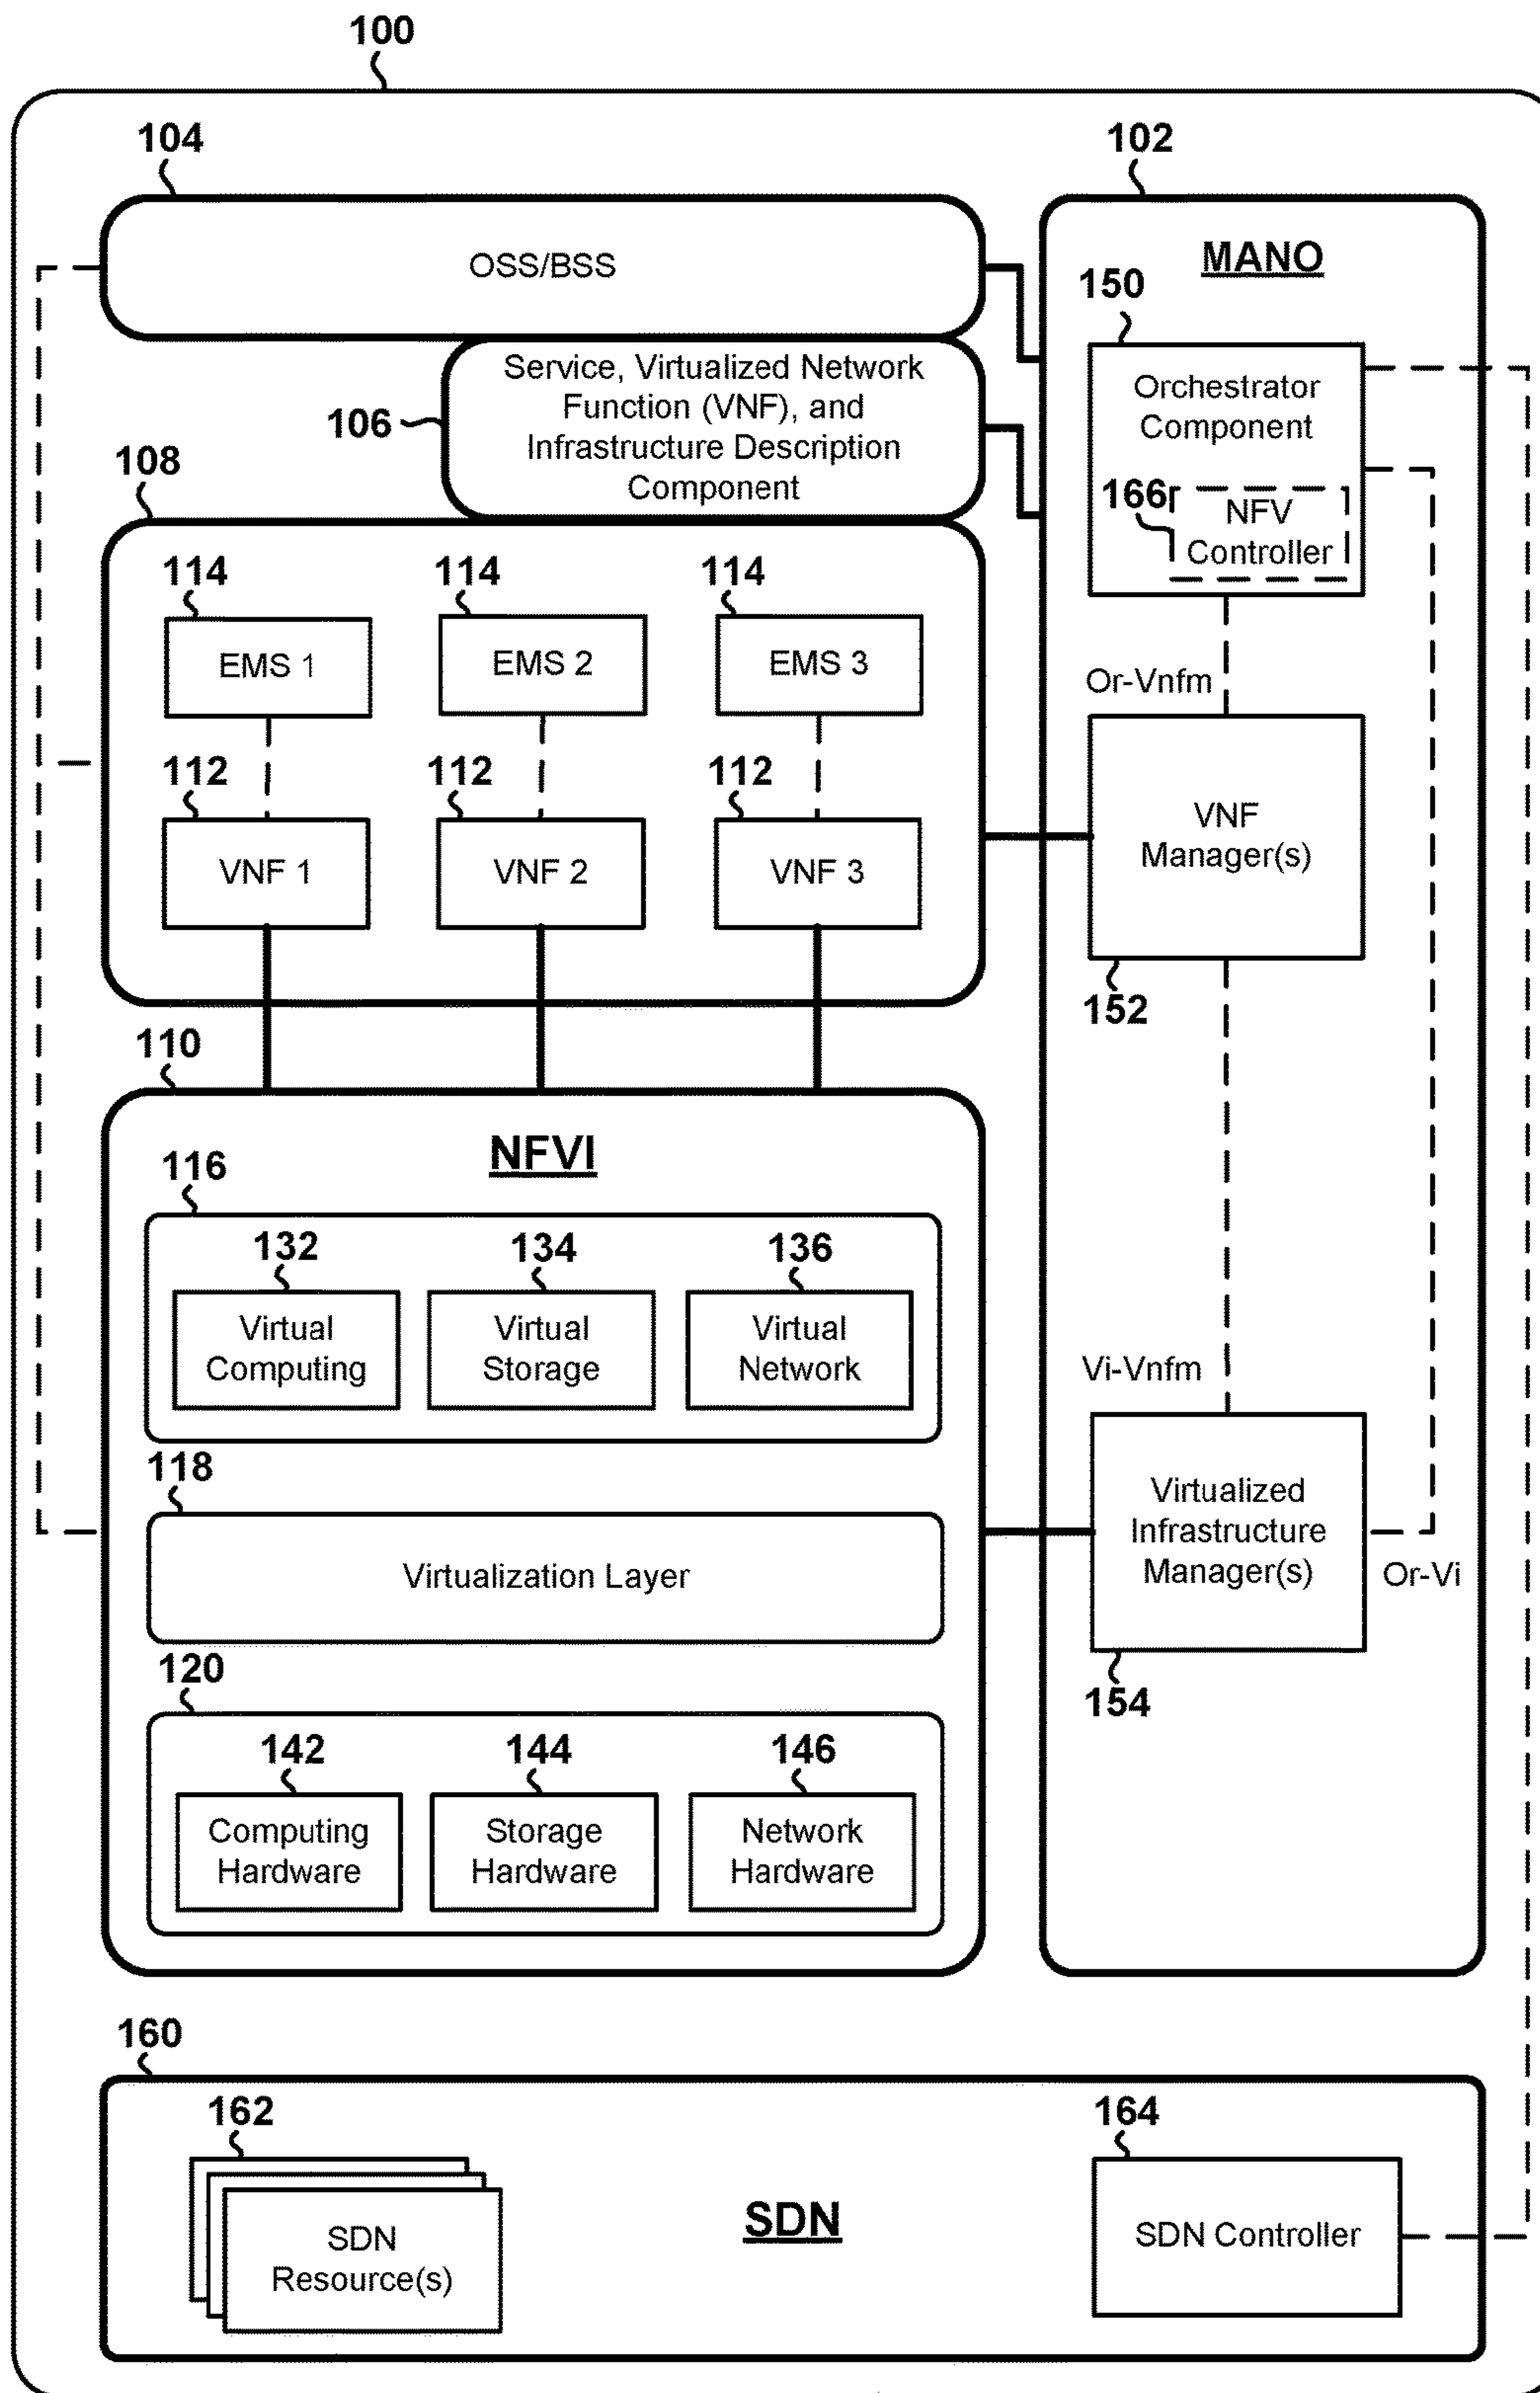 100
104
102
OSS/BSS
MANO
150
Service, Virtualized Network
Function (VNF), and
Infrastructure Description
Component
106
Orchestrator
Component
108
166
NFV
Controller
114
114
114
EMS 1
EMS 2
EMS 3
Or-Vnfm
112
112
112
VNF 1
VNF 2
VNF 3
VNF
Manager(s)
152
110
NFVI
116
132
134
136
Virtual
Computing
Virtual
Storage
Virtual
Network
Vi-Vnfm
118
Virtualization Layer
Virtualized
Infrastructure
Manager(s)
Or-Vi
154
120
142
144
146
Computing
Hardware
Storage
Hardware
Network
Hardware
160
162
164
SDN
Resource(s)
SDN
SDN Controller